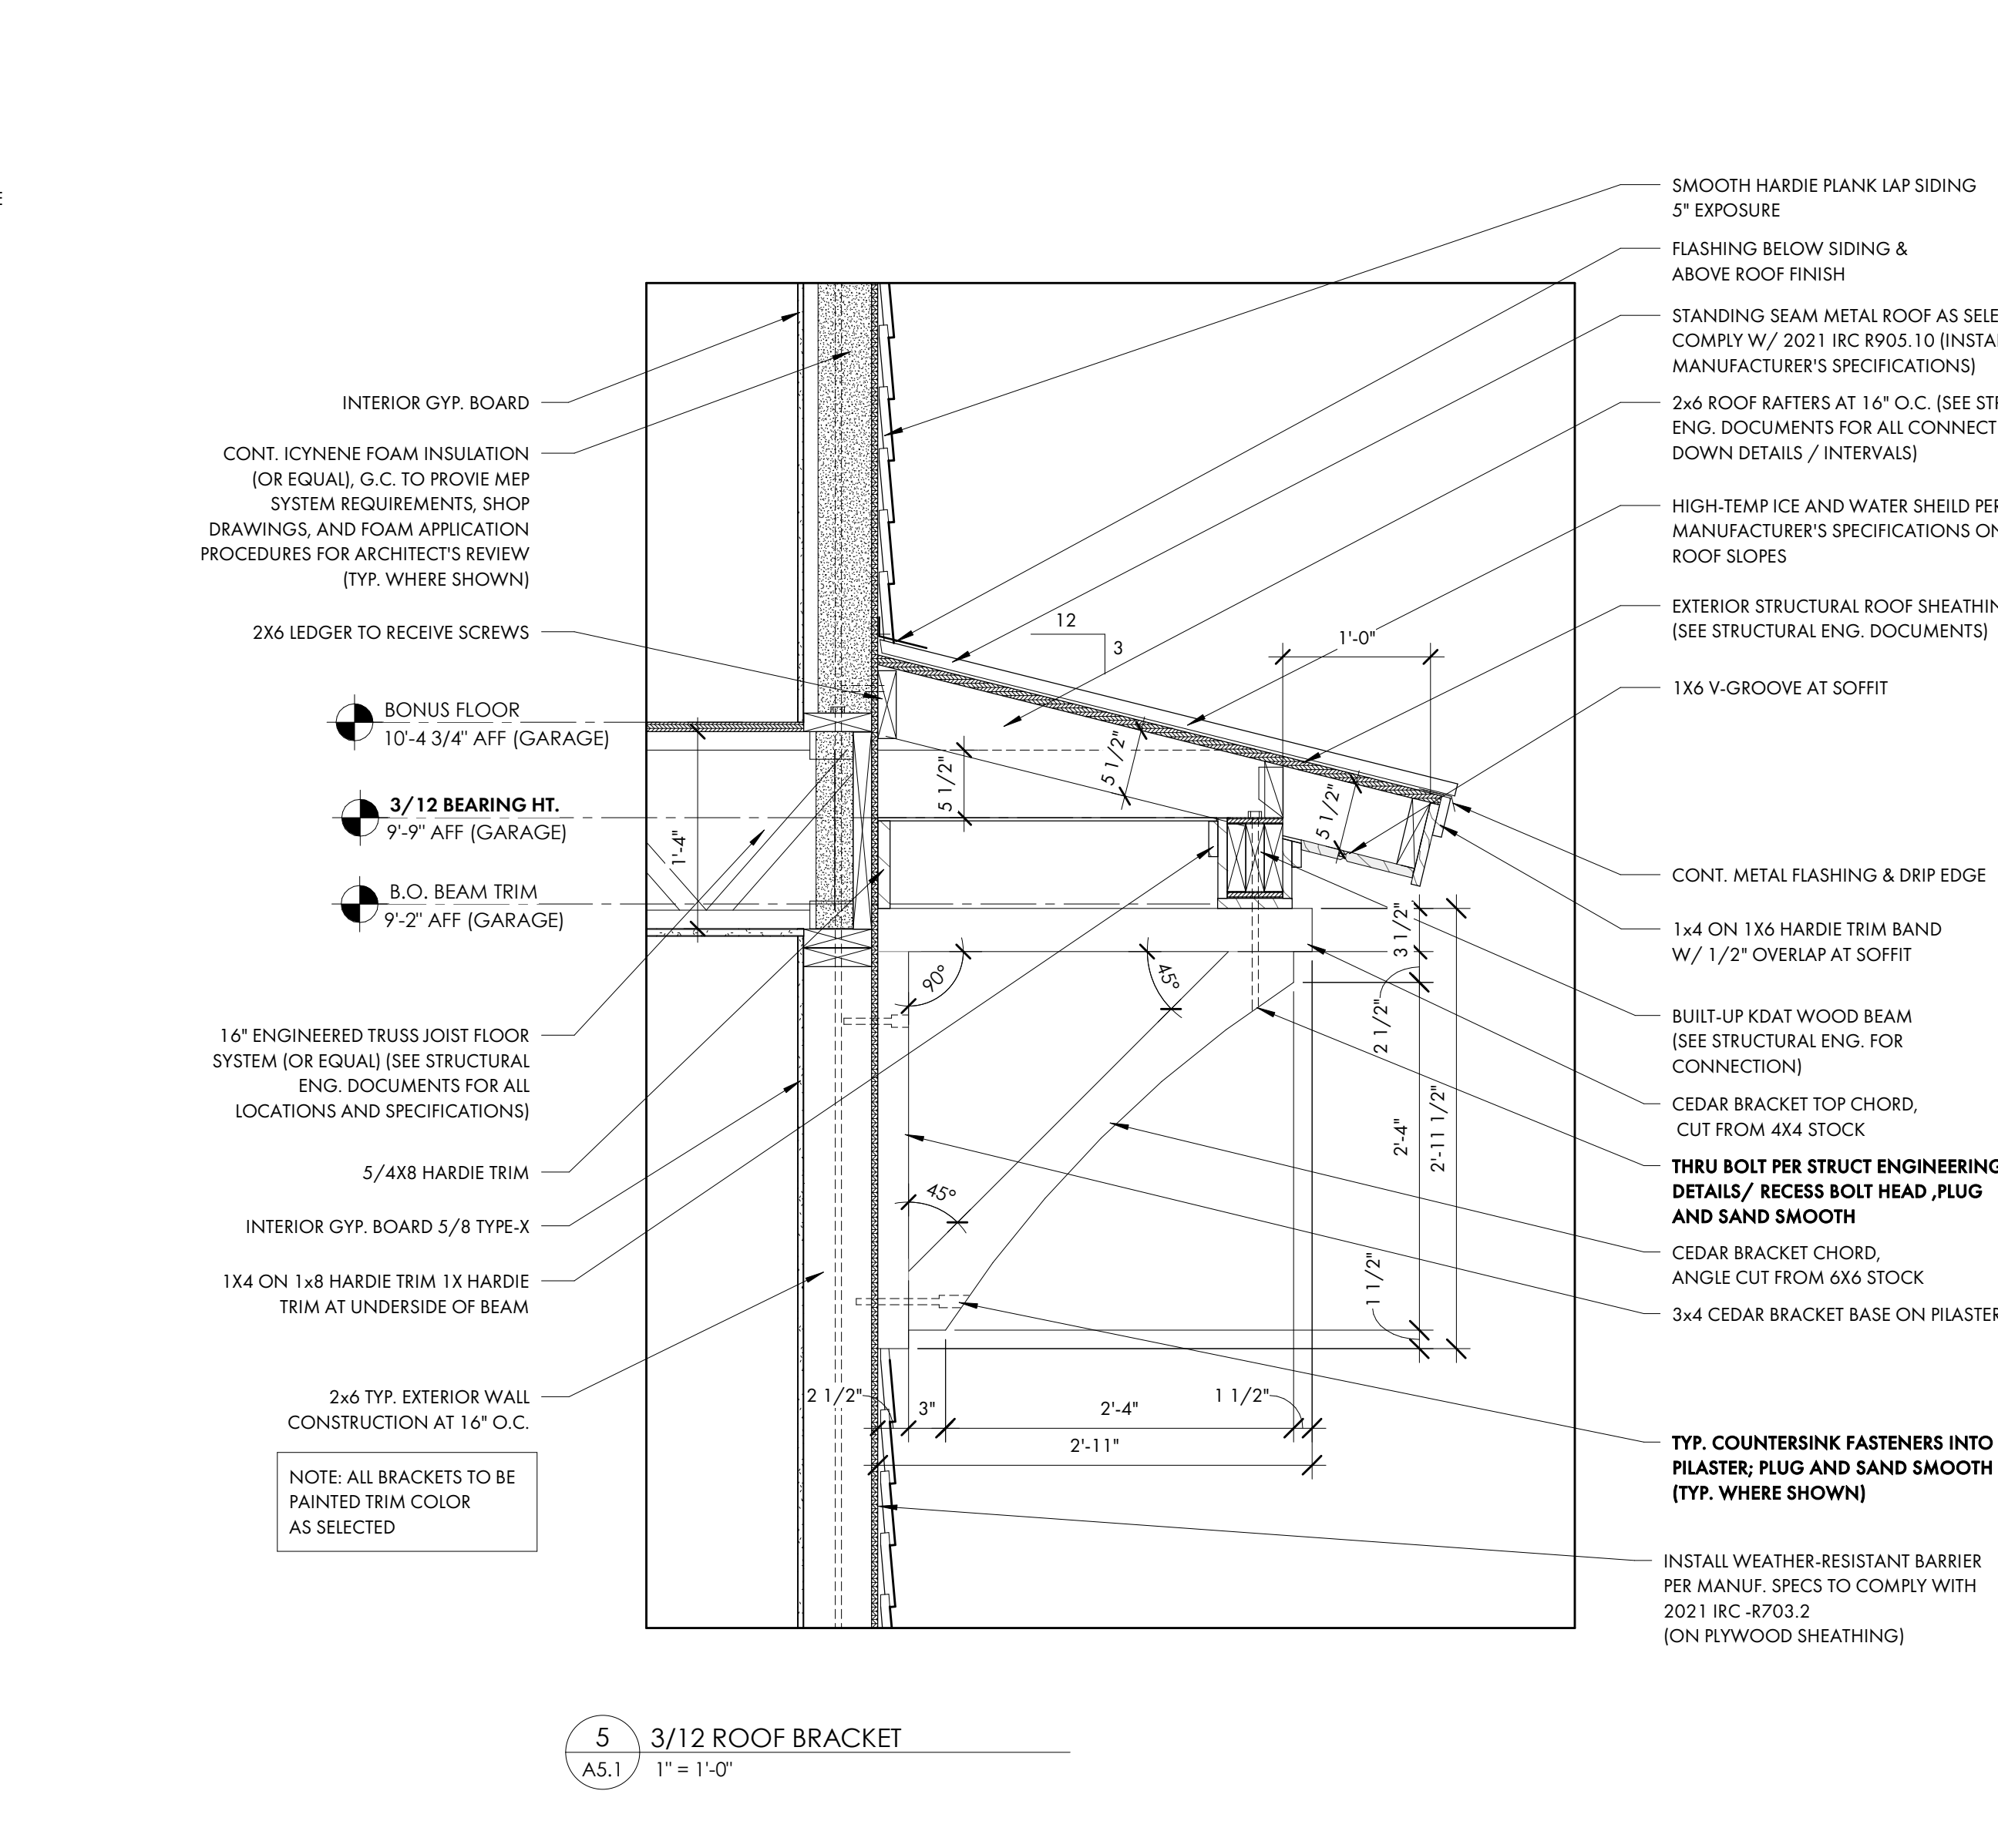 SMOOTH HARDIE PLANK LAP SIDING
5" EXPOSURE
FLASHING BELOW SIDING &
ABOVE ROOF FINISH
STANDING SEAM METAL ROOF AS
COMPLY W/ 2021 IRC R905.10
MANUFACTURER'S SPECIFICATIONS)
2x6 ROOF RAFTERS AT 16" O.C. (SEE
ENG. DOCUMENTS FOR ALL
DOWN DETAILS / INTERVALS)
HIGH-TEMP ICE AND WATER SHEILD PER
MANUFACTURER'S SPECIFICATIONS ON
ROOF SLOPES
EXTERIOR STRUCTURAL ROOF
(SEE STRUCTURAL ENG. DOCUMENTS)
1X6 V-GROOVE AT SOFFIT
CONT. METAL FLASHING & DRIP EDGE
1x4 ON 1X6 HARDIE TRIM BAND
W/ 1/2" OVERLAP AT SOFFIT
BUILT-UP KDAT WOOD BEAM
(SEE STRUCTURAL ENG. FOR
CONNECTION)
CEDAR BRACKET TOP CHORD,
CUT FROM 4X4 STOCK
THRU BOLT PER STRUCT ENGINEERING
DETAILS/ RECESS BOLT HEAD ,PLUG
AND SAND SMOOTH
CEDAR BRACKET CHORD,
ANGLE CUT FROM 6X6 STOCK
3x4 CEDAR BRACKET BASE ON PILASTER
TYP. COUNTERSINK FASTENERS INTO
PILASTER; PLUG AND SAND SMOOTH
(TYP. WHERE SHOWN)
INSTALL WEATHER-RESISTANT BARRIER
PER MANUF. SPECS TO COMPLY WITH
2021 IRC -R703.2
(ON PLYWOOD SHEATHING)
INTERIOR GYP. BOARD
CONT. ICYNENE FOAM INSULATION
(OR EQUAL), G.C. TO PROVIE MEP
SYSTEM REQUIREMENTS, SHOP
DRAWINGS, AND FOAM APPLICATION
PROCEDURES FOR ARCHITECT'S REVIEW
(TYP. WHERE SHOWN)
2X6 LEDGER TO RECEIVE SCREWS
BONUS FLOOR
10'-4 3/4" AFF (GARAGE)
3/12 BEARING HT.
9'-9" AFF (GARAGE)
B.O. BEAM TRIM
9'-2" AFF (GARAGE)
16" ENGINEERED TRUSS JOIST FLOOR
SYSTEM (OR EQUAL) (SEE STRUCTURAL
ENG. DOCUMENTS FOR ALL
LOCATIONS AND SPECIFICATIONS)
5/4X8 HARDIE TRIM
INTERIOR GYP. BOARD 5/8 TYPE-X
1X4 ON 1x8 HARDIE TRIM 1X HARDIE
TRIM AT UNDERSIDE OF BEAM
2x6 TYP. EXTERIOR WALL
CONSTRUCTION AT 16" O.C.
NOTE: ALL BRACKETS TO BE
PAINTED TRIM COLOR
AS SELECTED
12
3
1'-0"
5 1/2"
5 1/2"
5 1/2"
1'-4"
90°
45°
45°
3 1/2"
2 1/2"
2'-4"
2'-11 1/2"
1 1/2"
2 1/2"
3"
2'-4"
1 1/2"
2'-11"
5
A5.1
3/12 ROOF BRACKET
1" = 1'-0"